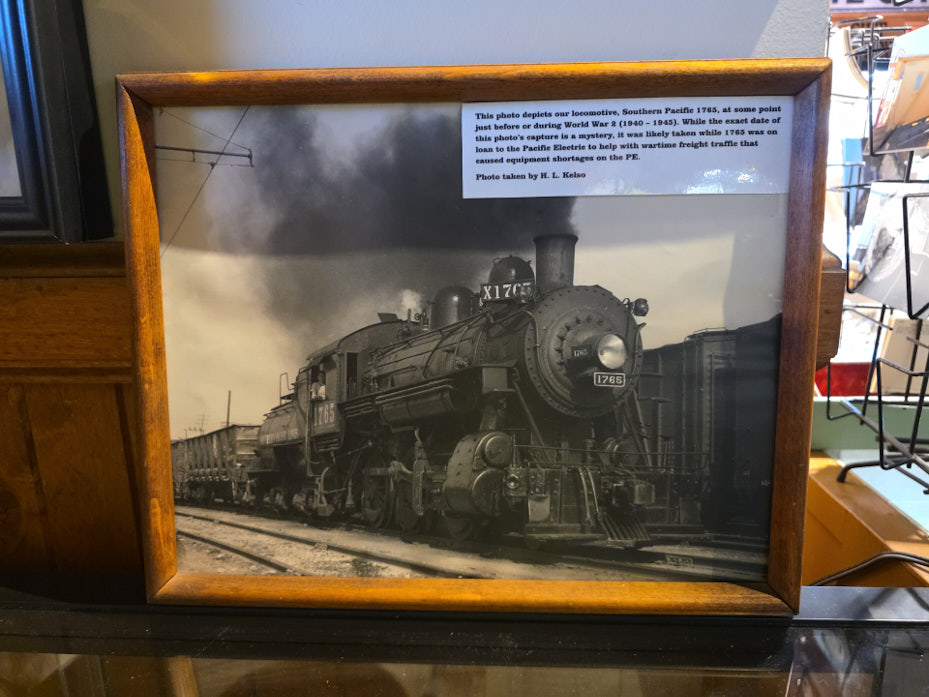 This photo depicts our locomotive, Southern Pacific 1765, at some point
just before or during World War 2 (1940 - 1945). While the exact date of
this photo's capture is a mystery, it was likely taken while 1765 was on
loan to the Pacific Electric to help with wartime freight traffic that
caused equipment shortages on the PE.
Photo taken by H. L. Kelso
X1765
1765
1765
1765